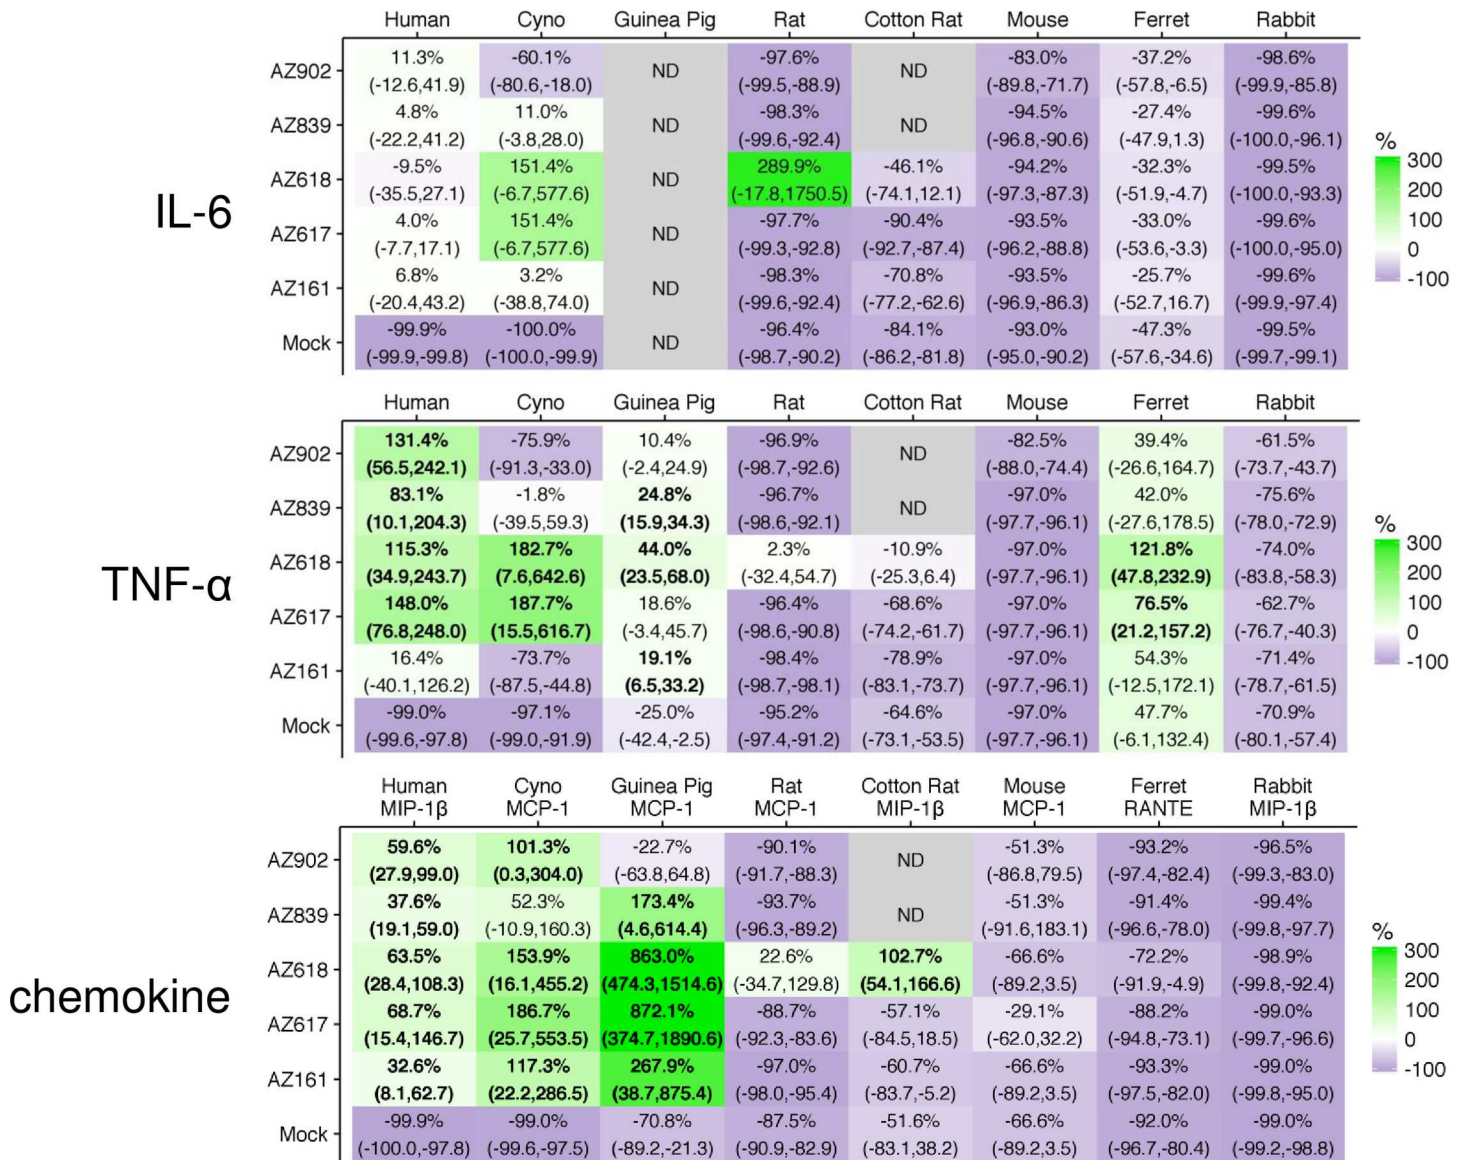 Human Cyno Guinea Pig Rat Cotton Rat Mouse Ferret Rabbit
AZ902 11.3% -60.1% ND -97.6% ND -83.0% -37.2% -98.6%
(-12.6,41.9) (-80.6,-18.0) (-99.5,-88.9) (-89.8,-71.7) (-57.8,-6.5) (-99.9,-85.8)
AZ839 4.8% 11.0% ND -98.3% ND -94.5% -27.4% -99.6%
(-22.2,41.2) (-3.8,28.0) (-99.6,-92.4) (-96.8,-90.6) (-47.9,1.3) (-100.0,-96.1)
AZ618 -9.5% 151.4% ND 289.9% -46.1% -94.2% -32.3% -99.5%
(-35.5,27.1) (-6.7,577.6) (-17.8,1750.5) (-74.1,12.1) (-97.3,-87.3) (-51.9,-4.7) (-100.0,-93.3)
IL-6
AZ617 4.0% 151.4% ND -97.7% -90.4% -93.5% -33.0% -99.6%
(-7.7,17.1) (-6.7,577.6) (-99.3,-92.8) (-92.7,-87.4) (-96.2,-88.8) (-53.6,-3.3) (-100.0,-95.0)
AZ161 6.8% 3.2% ND -98.3% -70.8% -93.5% -25.7% -99.6%
(-20.4,43.2) (-38.8,74.0) (-99.6,-92.4) (-77.2,-62.6) (-96.9,-86.3) (-52.7,16.7) (-99.9,-97.4)
Mock -99.9% -100.0% ND -96.4% -84.1% -93.0% -47.3% -99.5%
(-99.9,-99.8) (-100.0,-99.9) (-98.7,-90.2) (-86.2,-81.8) (-95.0,-90.2) (-57.6,-34.6) (-99.7,-99.1)
%
300
200
100
0
-100
Human Cyno Guinea Pig Rat Cotton Rat Mouse Ferret Rabbit
AZ902 131.4% -75.9% 10.4% -96.9% ND -82.5% 39.4% -61.5%
(56.5,242.1) (-91.3,-33.0) (-2.4,24.9) (-98.7,-92.6) (-88.0,-74.4) (-26.6,164.7) (-73.7,-43.7)
AZ839 83.1% -1.8% 24.8% -96.7% ND -97.0% 42.0% -75.6%
(10.1,204.3) (-39.5,59.3) (15.9,34.3) (-98.6,-92.1) (-97.7,-96.1) (-27.6,178.5) (-78.0,-72.9)
AZ618 115.3% 182.7% 44.0% 2.3% -10.9% -97.0% 121.8% -74.0%
(34.9,243.7) (7.6,642.6) (23.5,68.0) (-32.4,54.7) (-25.3,6.4) (-97.7,-96.1) (47.8,232.9) (-83.8,-58.3)
TNF-α
AZ617 148.0% 187.7% 18.6% -96.4% -68.6% -97.0% 76.5% -62.7%
(76.8,248.0) (15.5,616.7) (-3.4,45.7) (-98.6,-90.8) (-74.2,-61.7) (-97.7,-96.1) (21.2,157.2) (-76.7,-40.3)
AZ161 16.4% -73.7% 19.1% -98.4% -78.9% -97.0% 54.3% -71.4%
(-40.1,126.2) (-87.5,-44.8) (6.5,33.2) (-98.7,-98.1) (-83.1,-73.7) (-97.7,-96.1) (-12.5,172.1) (-78.7,-61.5)
Mock -99.0% -97.1% -25.0% -95.2% -64.6% -97.0% 47.7% -70.9%
(-99.6,-97.8) (-99.0,-91.9) (-42.4,-2.5) (-97.4,-91.2) (-73.1,-53.5) (-97.7,-96.1) (-6.1,132.4) (-80.1,-57.4)
%
300
200
100
0
-100
Human Cyno Guinea Pig Rat Cotton Rat Mouse Ferret Rabbit
MIP-1β MCP-1 MCP-1 MCP-1 MIP-1β MCP-1 RANTE MIP-1β
AZ902 59.6% 101.3% -22.7% -90.1% ND -51.3% -93.2% -96.5%
(27.9,99.0) (0.3,304.0) (-63.8,64.8) (-91.7,-88.3) (-86.8,79.5) (-97.4,-82.4) (-99.3,-83.0)
AZ839 37.6% 52.3% 173.4% -93.7% ND -51.3% -91.4% -99.4%
(19.1,59.0) (-10.9,160.3) (4.6,614.4) (-96.3,-89.2) (-91.6,183.1) (-96.6,-78.0) (-99.8,-97.7)
AZ618 63.5% 153.9% 863.0% 22.6% 102.7% -66.6% -72.2% -98.9%
(28.4,108.3) (16.1,455.2) (474.3,1514.6) (-34.7,129.8) (54.1,166.6) (-89.2,3.5) (-91.9,-4.9) (-99.8,-92.4)
chemokine
AZ617 68.7% 186.7% 872.1% -88.7% -57.1% -29.1% -88.2% -99.0%
(15.4,146.7) (25.7,553.5) (374.7,1890.6) (-92.3,-83.6) (-84.5,18.5) (-62.0,32.2) (-94.8,-73.1) (-99.7,-96.6)
AZ161 32.6% 117.3% 267.9% -97.0% -60.7% -66.6% -93.3% -99.0%
(8.1,62.7) (22.2,286.5) (38.7,875.4) (-98.0,-95.4) (-83.7,-5.2) (-89.2,3.5) (-97.5,-82.0) (-99.8,-95.0)
Mock -99.9% -99.0% -70.8% -87.5% -51.6% -66.6% -92.0% -99.0%
(-100.0,-97.8) (-99.6,-97.5) (-89.2,-21.3) (-90.9,-82.9) (-83.1,38.2) (-89.2,3.5) (-96.7,-80.4) (-99.2,-98.8)
%
300
200
100
0
-100